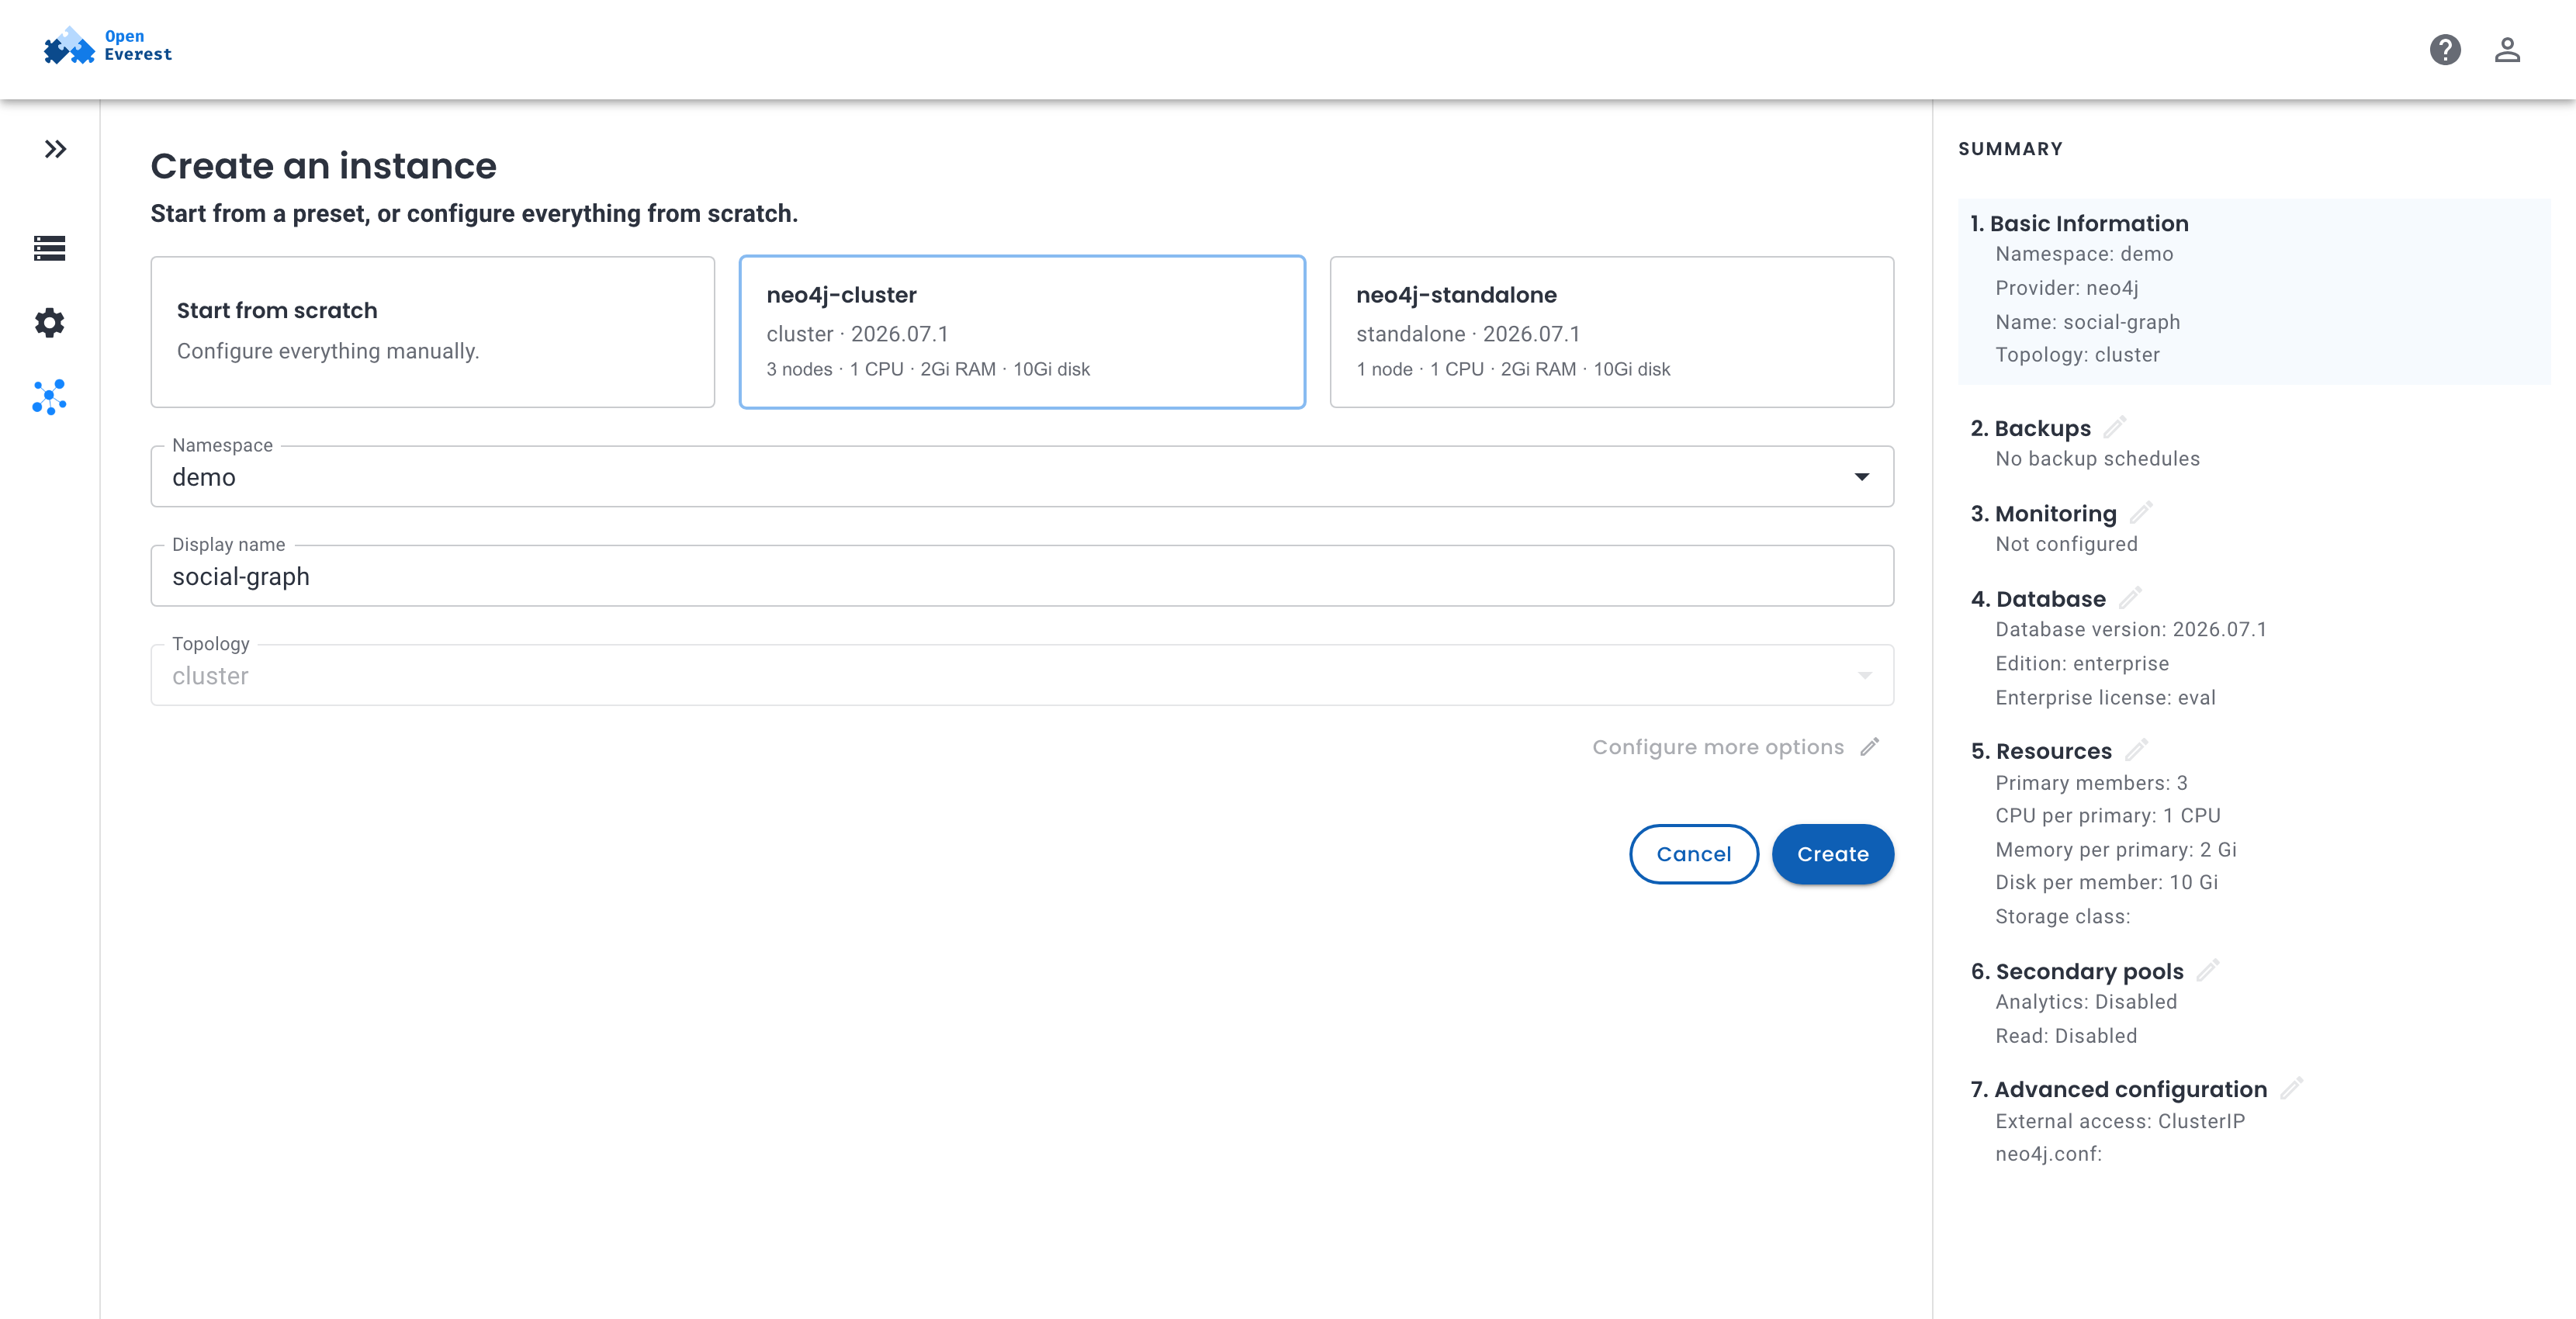 Open
Everest
Create an instance
Start from a preset, or configure everything from scratch.
Start from scratch
Configure everything manually.
neo4j-cluster
cluster · 2026.07.1
3 nodes · 1 CPU · 2Gi RAM · 10Gi disk
neo4j-standalone
standalone · 2026.07.1
1 node · 1 CPU · 2Gi RAM · 10Gi disk
Namespace
demo
Display name
social-graph
Topology
cluster
Configure more options
Cancel
Create
SUMMARY
1. Basic Information
Namespace: demo
Provider: neo4j
Name: social-graph
Topology: cluster
2. Backups
No backup schedules
3. Monitoring
Not configured
4. Database
Database version: 2026.07.1
Edition: enterprise
Enterprise license: eval
5. Resources
Primary members: 3
CPU per primary: 1 CPU
Memory per primary: 2 Gi
Disk per member: 10 Gi
Storage class:
6. Secondary pools
Analytics: Disabled
Read: Disabled
7. Advanced configuration
External access: ClusterIP
neo4j.conf: